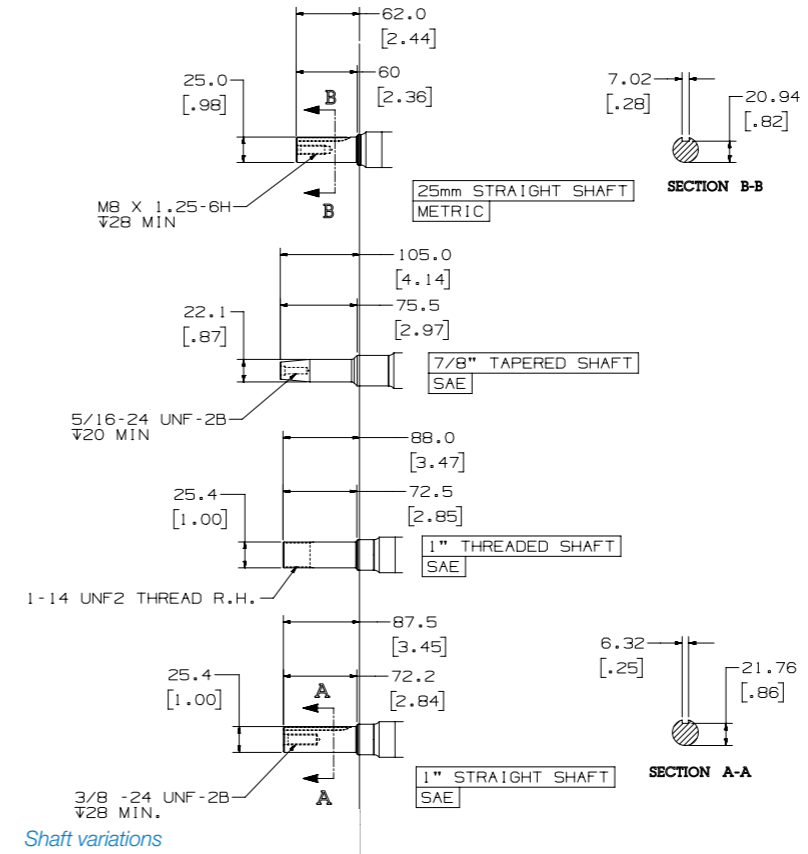 62.0
[2.44]
60
[2.36]
25.0
[.98]
B
B
M8 X 1.25-6H
↧28 MIN
25mm STRAIGHT SHAFT
METRIC
7.02
[.28]
20.94
[.82]
SECTION B-B
105.0
[4.14]
75.5
[2.97]
22.1
[.87]
7/8" TAPERED SHAFT
SAE
5/16-24 UNF-2B
↧20 MIN
88.0
[3.47]
72.5
[2.85]
25.4
[1.00]
1" THREADED SHAFT
SAE
1-14 UNF2 THREAD R.H.
87.5
[3.45]
72.2
[2.84]
25.4
[1.00]
A
A
3/8 -24 UNF-2B
↧28 MIN.
1" STRAIGHT SHAFT
SAE
6.32
[.25]
21.76
[.86]
SECTION A-A
Shaft variations